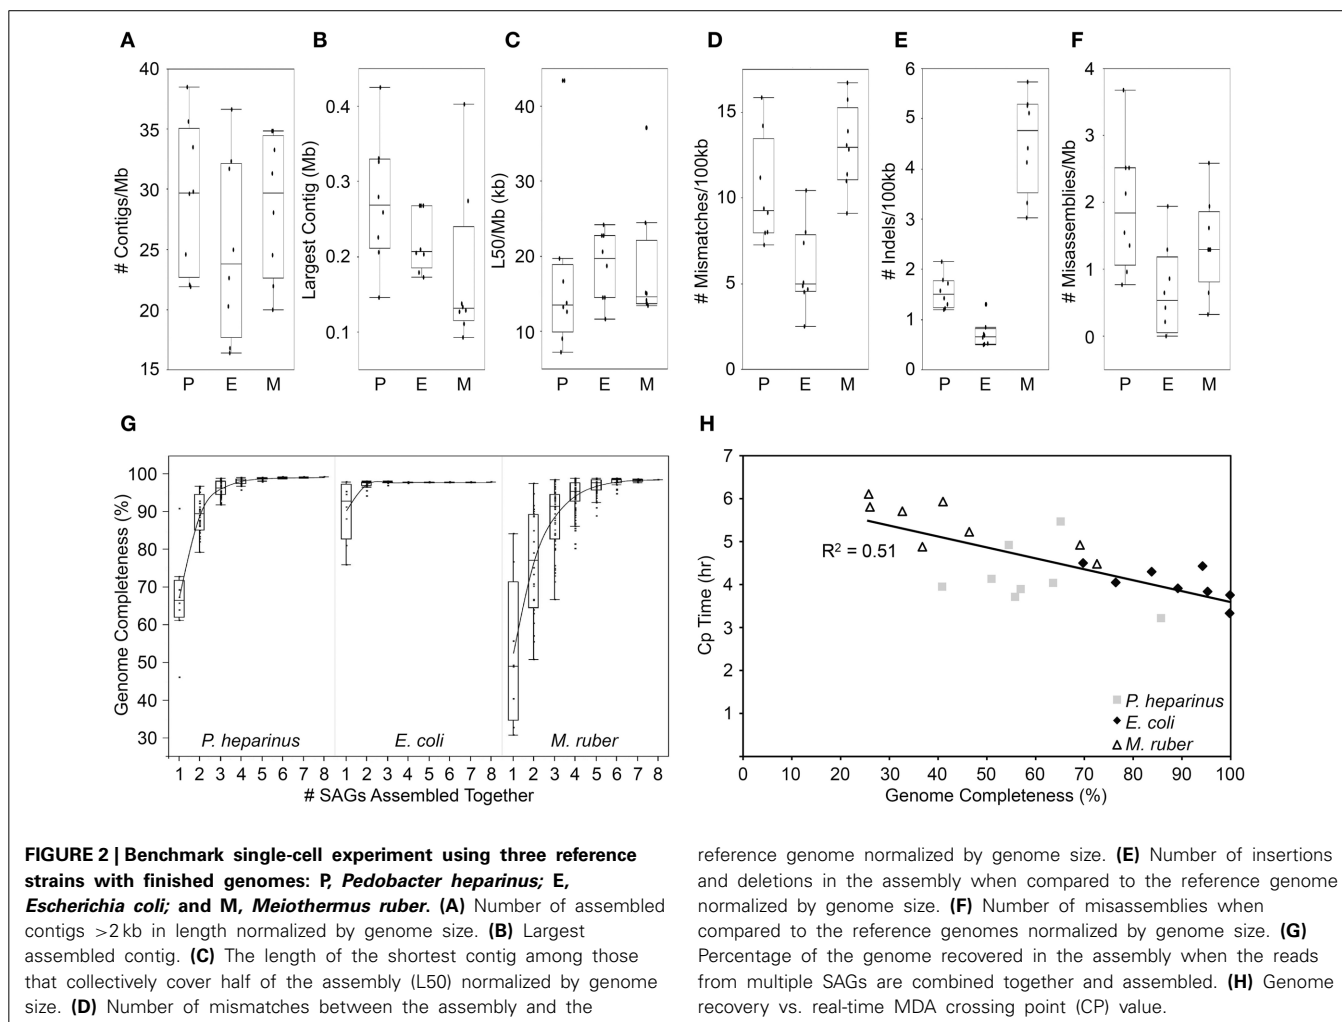 A
B
C
D
E
F
# Contigs/Mb
40
35
30
25
20
15
P E M
Largest Contig (Mb)
0.4
0.3
0.2
0.1
P E M
L50/Mb (kb)
40
30
20
10
P E M
# Mismatches/100kb
15
10
5
0
P E M
# Indels/100kb
6
5
4
3
2
1
0
P E M
# Misassemblies/Mb
4
3
2
1
0
P E M
G
Genome Completeness (%)
100
90
80
70
60
50
40
30
P. heparinus
E. coli
M. ruber
1 2 3 4 5 6 7 8 1 2 3 4 5 6 7 8 1 2 3 4 5 6 7 8
# SAGs Assembled Together
H
Cp Time (hr)
7
6
5
4
3
2
1
R² = 0.51
P. heparinus
E. coli
M. ruber
0 10 20 30 40 50 60 70 80 90 100
Genome Completeness (%)
FIGURE 2 | Benchmark single-cell experiment using three reference
strains with finished genomes: P, Pedobacter heparinus; E,
Escherichia coli; and M, Meiothermus ruber. (A) Number of assembled
contigs >2 kb in length normalized by genome size. (B) Largest
assembled contig. (C) The length of the shortest contig among those
that collectively cover half of the assembly (L50) normalized by genome
size. (D) Number of mismatches between the assembly and the
reference genome normalized by genome size. (E) Number of insertions
and deletions in the assembly when compared to the reference genome
normalized by genome size. (F) Number of misassemblies when
compared to the reference genomes normalized by genome size. (G)
Percentage of the genome recovered in the assembly when the reads
from multiple SAGs are combined together and assembled. (H) Genome
recovery vs. real-time MDA crossing point (CP) value.